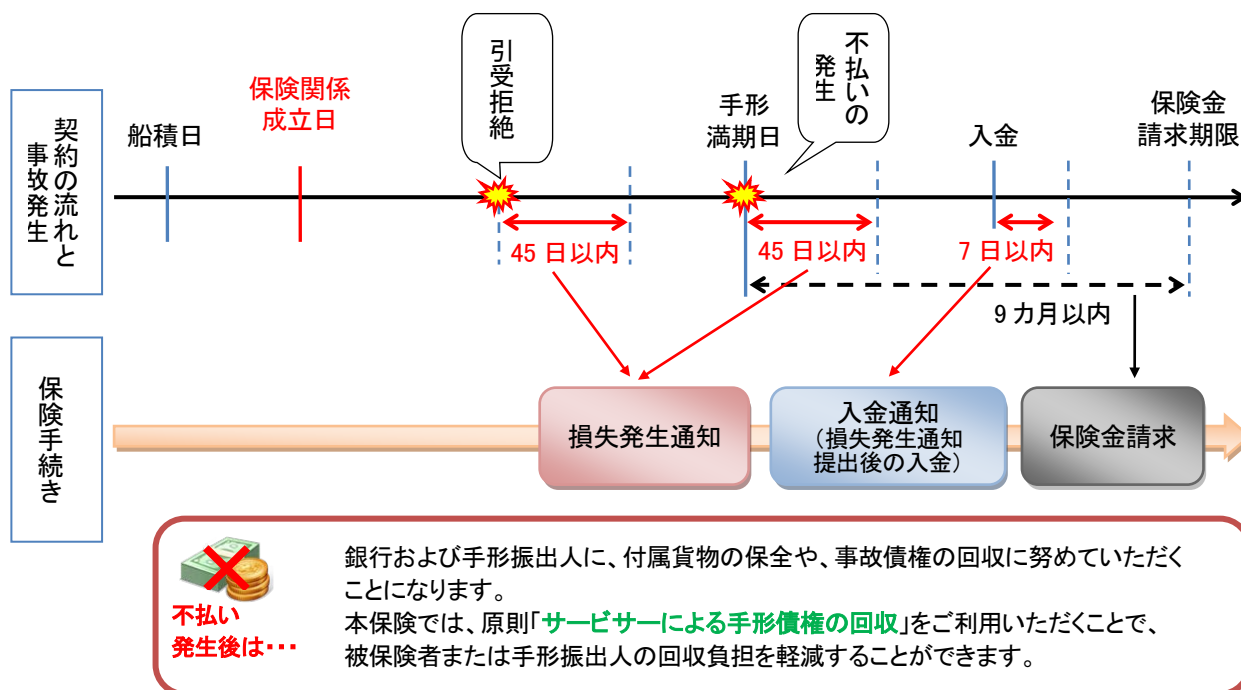 契約の流れと
事故発生
船積日
保険関係
成立日
引受拒絶
手形
満期日
不払いの
発生
入金
保険金
請求期限
45 日以内
45 日以内
7 日以内
9 カ月以内
保険手続き
損失発生通知
入金通知
（損失発生通知
提出後の入金）
保険金請求
不払い
発生後は・・・
銀行および手形振出人に、付属貨物の保全や、事故債権の回収に努めていただく
ことになります。
本保険では、原則「サービサーによる手形債権の回収」をご利用いただくことで、
被保険者または手形振出人の回収負担を軽減することができます。